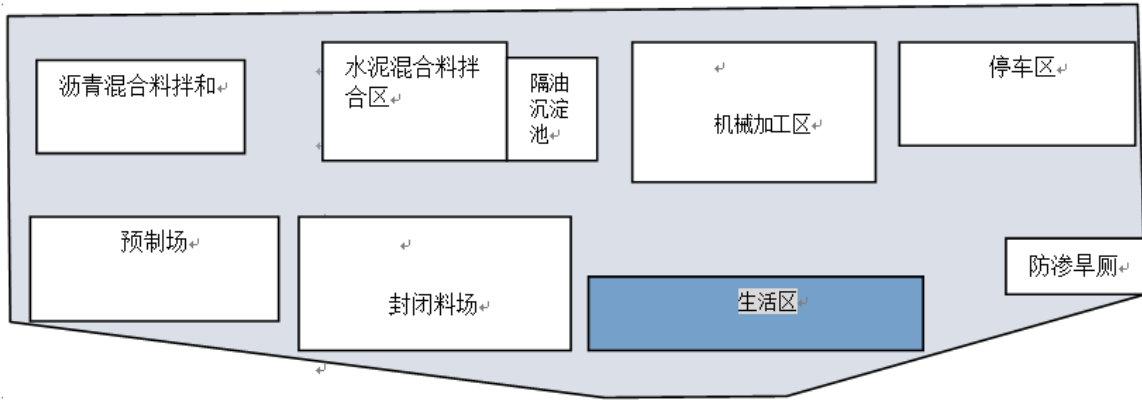 沥青混合料拌和
水泥混合料拌
合区
隔油
沉淀
池
机械加工区
停车区
预制场
封闭料场
生活区
防渗旱厕